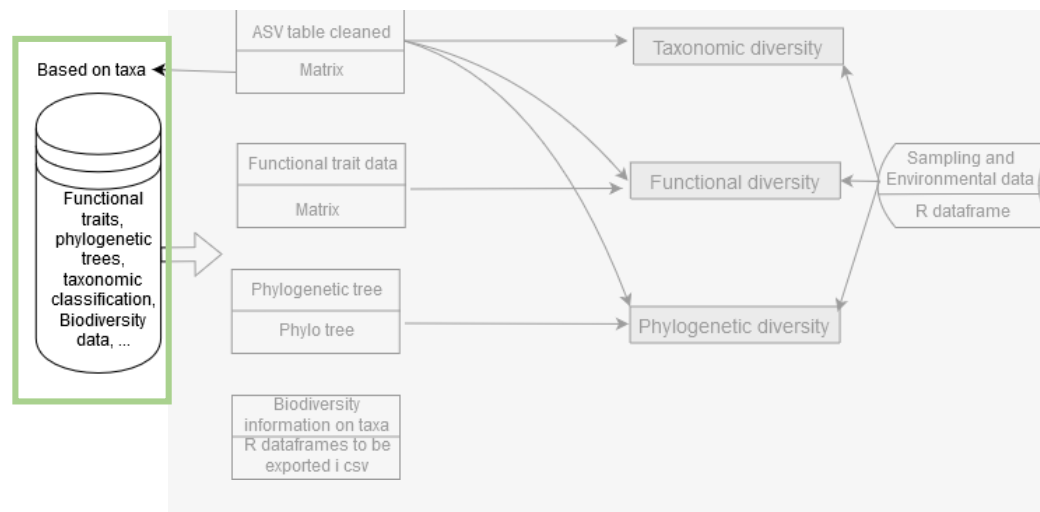 ASV table cleaned
Matrix
Based on taxa
Functional
traits,
phylogenetic
trees,
taxonomic
classification,
Biodiversity
data, ...
Functional trait data
Matrix
Phylogenetic tree
Phylo tree
Biodiversity
information on taxa
R dataframes to be
exported i csv
Taxonomic diversity
Functional diversity
Phylogenetic diversity
Sampling and
Environmental data
R dataframe